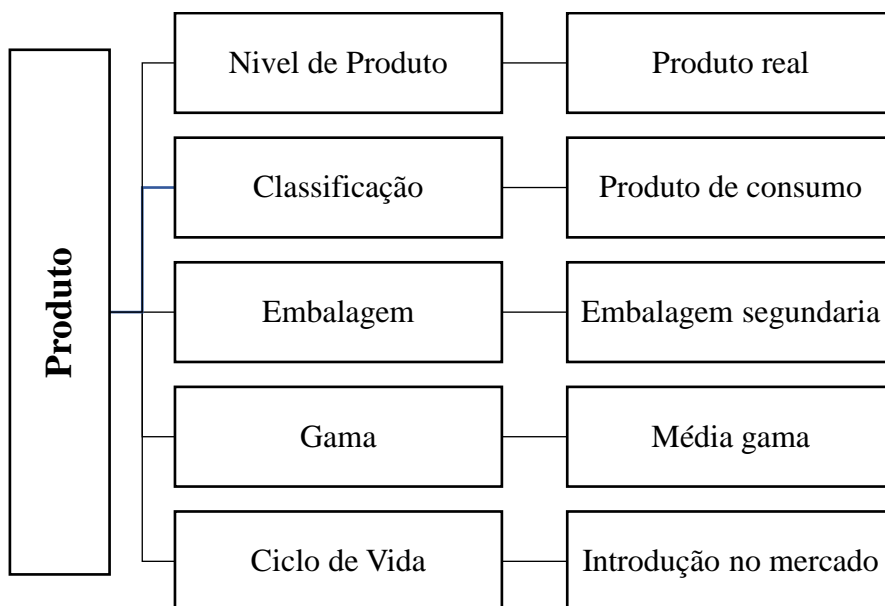 Produto
Nivel de Produto
Produto real
Classificação
Produto de consumo
Embalagem
Embalagem segundaria
Gama
Média gama
Ciclo de Vida
Introdução no mercado